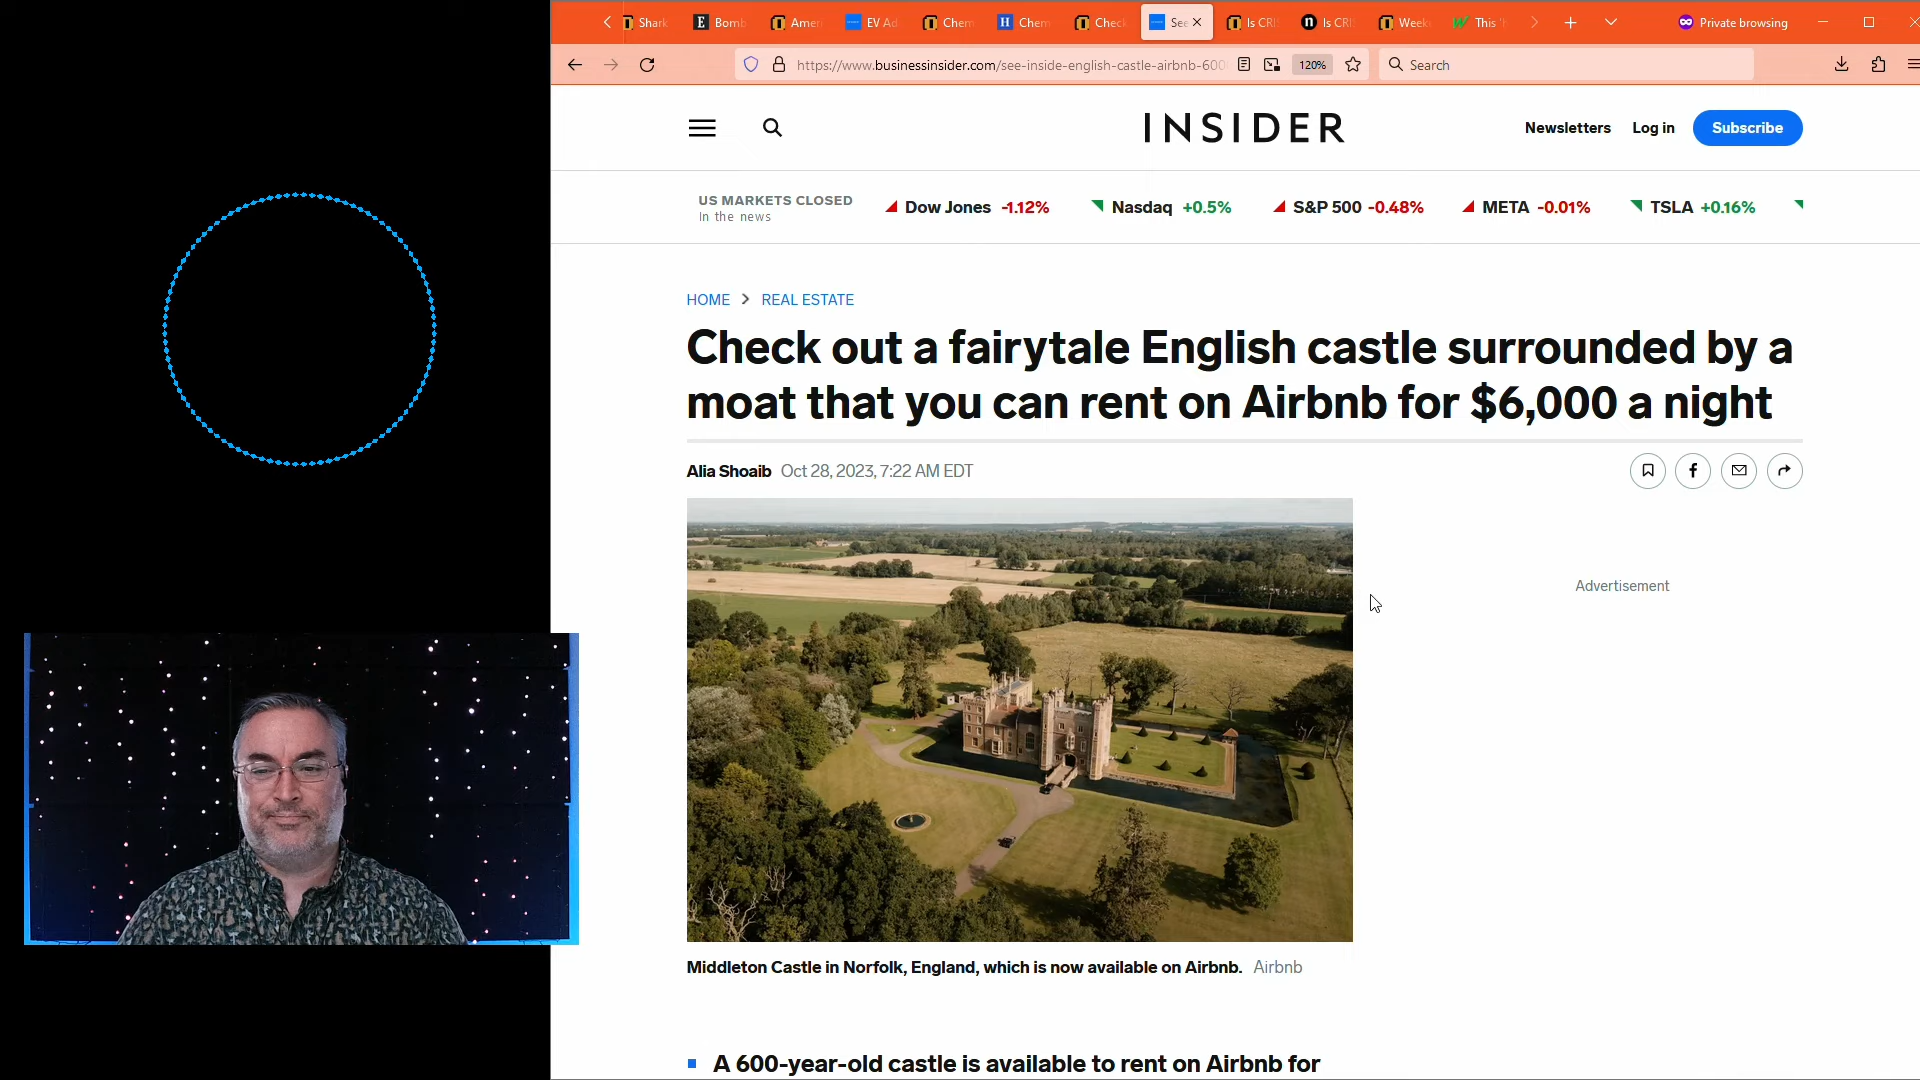 Shark
Bomb
Amer
EV Ad
Chem
Chem
Check
See
Is CRI
Is CRI
Week
This
Private browsing
https://www.businessinsider.com/see-inside-english-castle-airbnb-600
120%
Search
INSIDER
Newsletters
Log in
Subscribe
US MARKETS CLOSED
In the news
Dow Jones -1.12%
Nasdaq +0.5%
S&P 500 -0.48%
META -0.01%
TSLA +0.16%
HOME > REAL ESTATE
Check out a fairytale English castle surrounded by a
moat that you can rent on Airbnb for $6,000 a night
Alia Shoaib Oct 28, 2023, 7:22 AM EDT
Advertisement
Middleton Castle in Norfolk, England, which is now available on Airbnb. Airbnb
A 600-year-old castle is available to rent on Airbnb for